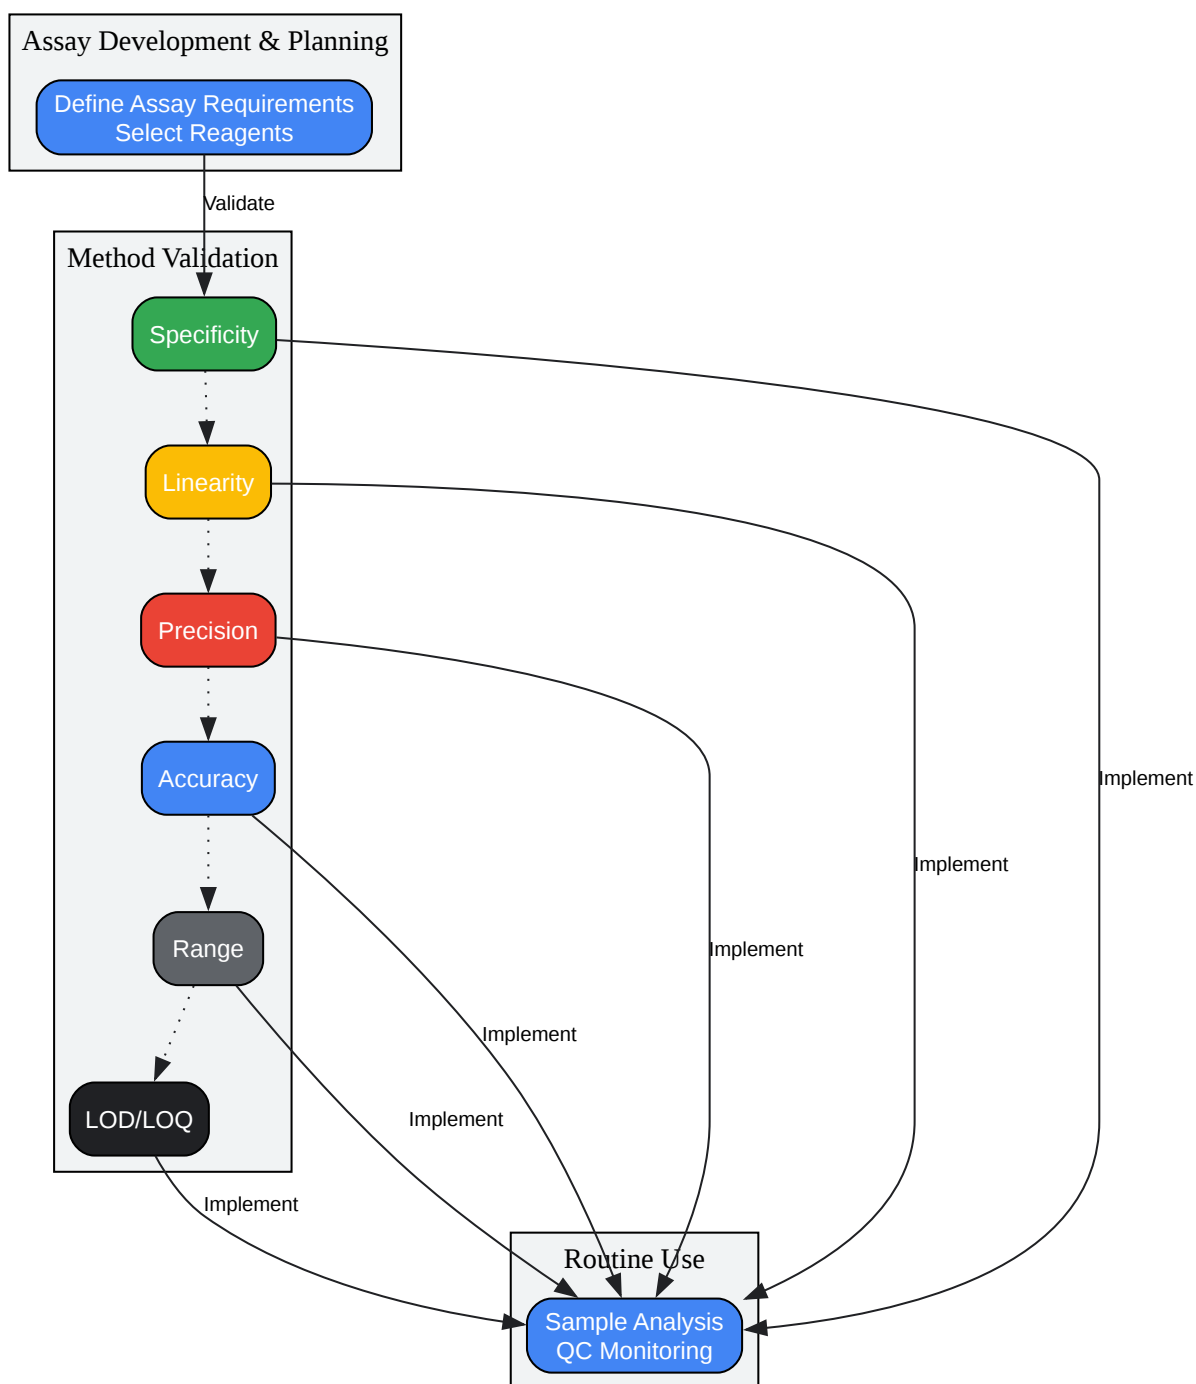 Assay Development & Planning
Define Assay Requirements
Select Reagents
Validate
Method Validation
Specificity
Linearity
Precision
Accuracy
Implement
Implement
Range
Implement
Implement
LOD/LOQ
Implement
Implement
Routine Use
Sample Analysis
QC Monitoring